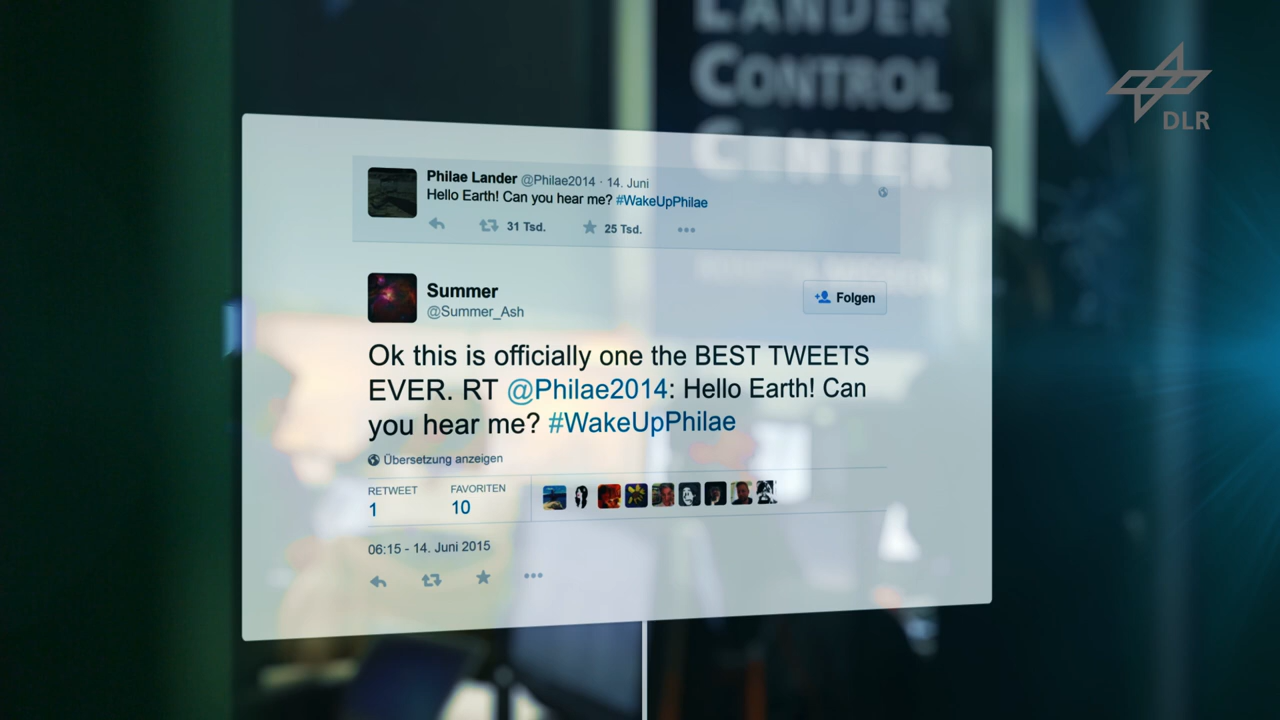 LANDER
CONTROL
CENTER
DLR
Philae Lander @Philae2014 · 14. Juni
Hello Earth! Can you hear me? #WakeUpPhilae
31 Tsd. 25 Tsd.
Summer
@Summer_Ash
Folgen
Ok this is officially one the BEST TWEETS
EVER. RT @Philae2014: Hello Earth! Can
you hear me? #WakeUpPhilae
Übersetzung anzeigen
RETWEET FAVORITEN
1 10
06:15 - 14. Juni 2015